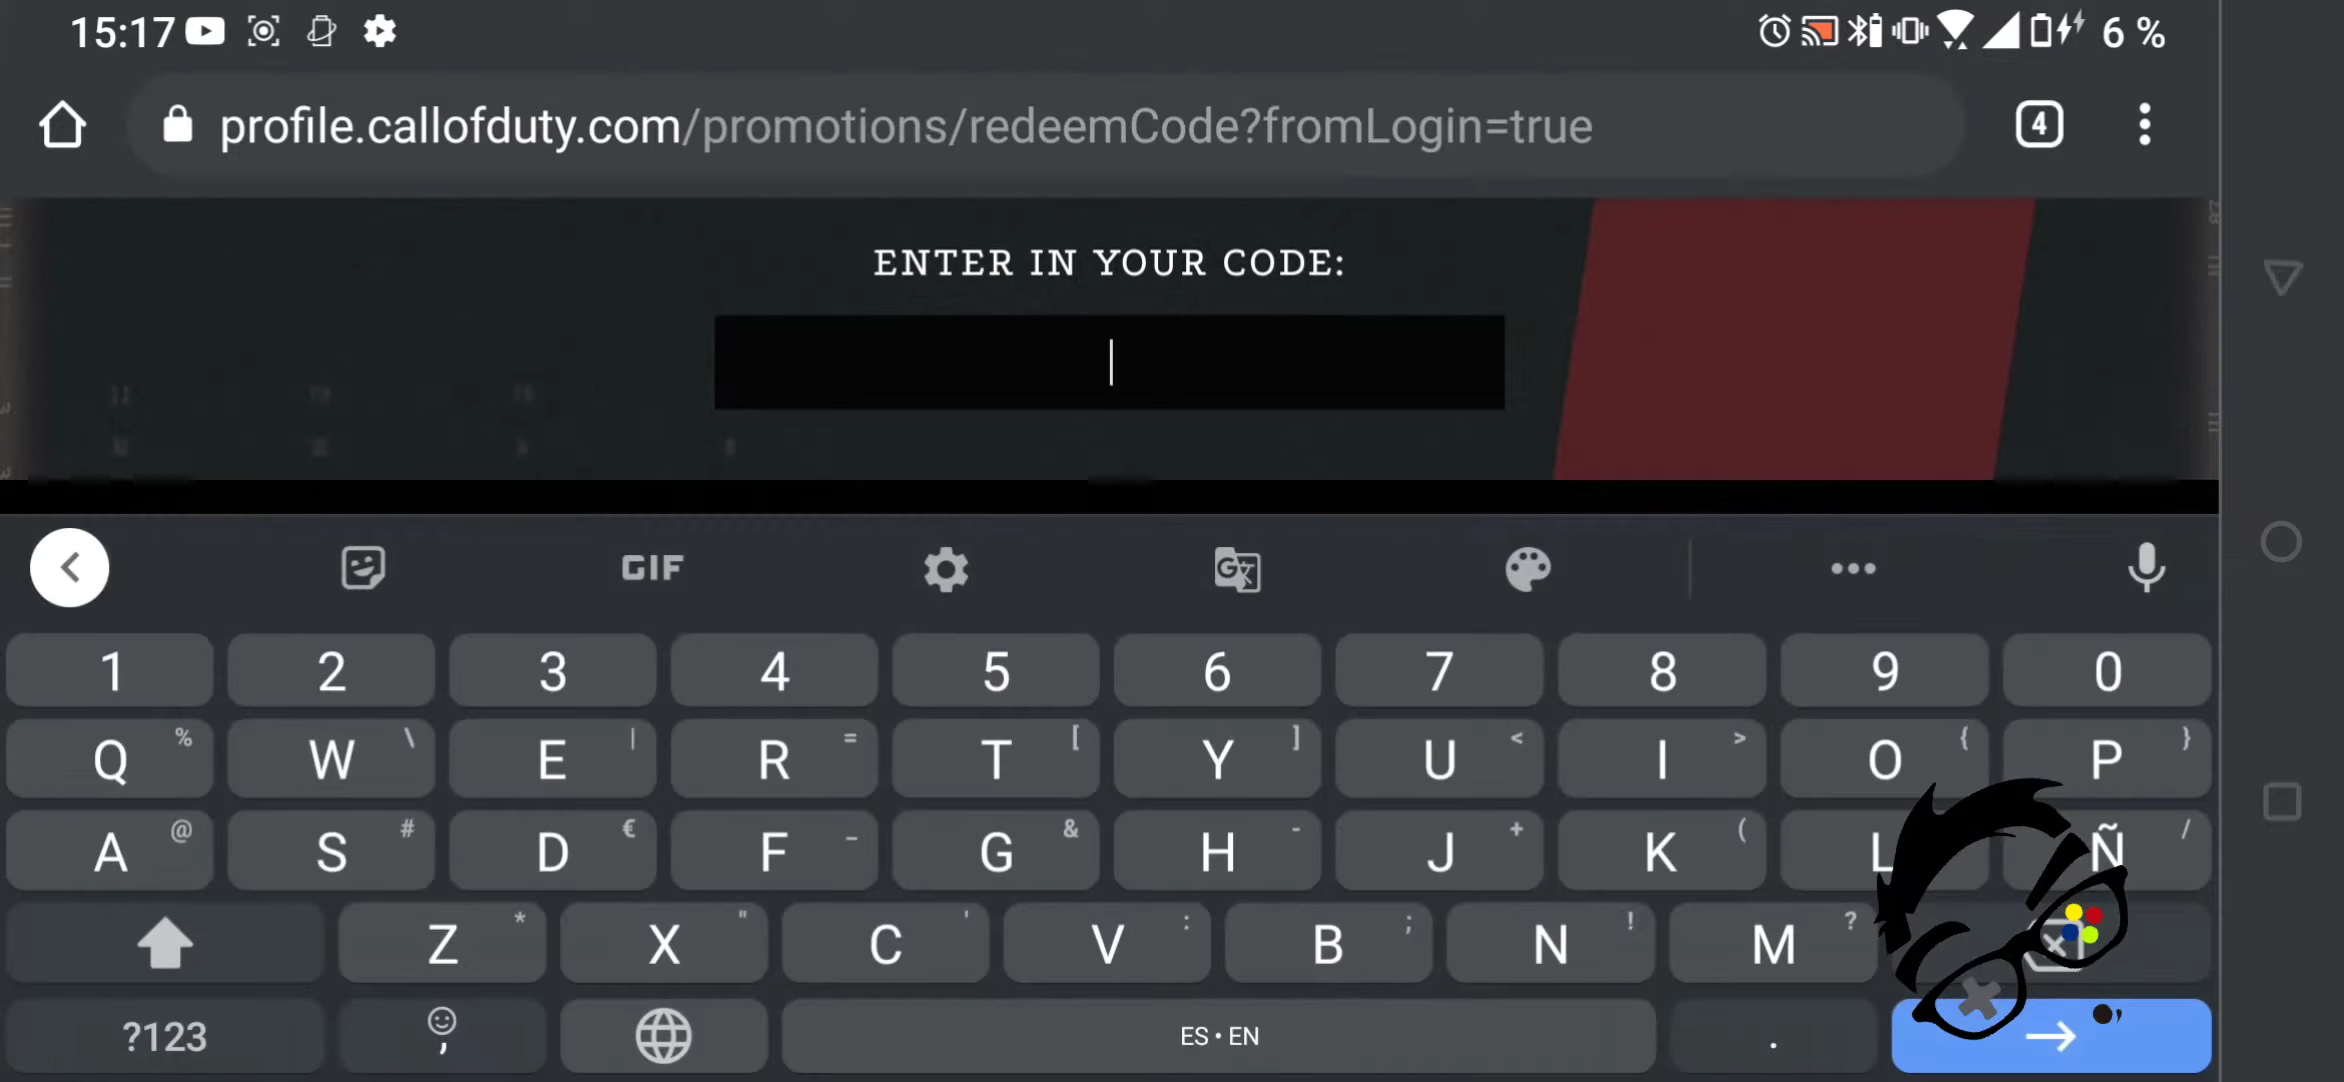 15:17
6 %
profile.callofduty.com/promotions/redeemCode?fromLogin=true
4
ENTER IN YOUR CODE:
GIF
1 2 3 4 5 6 7 8 9 0
Q % W \ E | R = T [ Y ] U < I > O { P }
A @ S # D € F _ G & H - J + K ( L Ñ /
Z * X " C ' V : B ; N ! M ?
?123 , ES • EN .